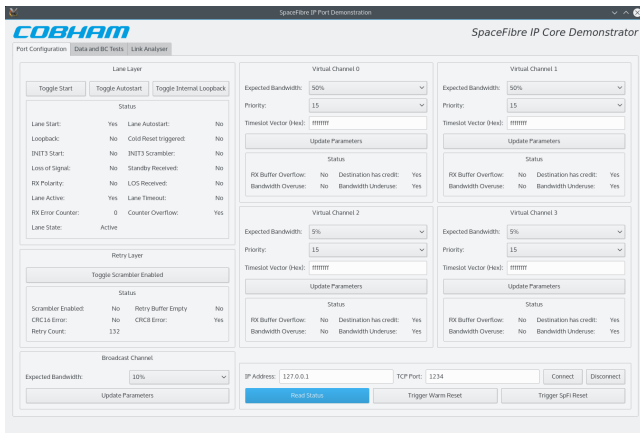 SpaceFibre IP Port Demonstration
COBHAM
SpaceFibre IP Core Demonstrator
Port Configuration Data and BC Tests Link Analyser
Lane Layer
Toggle Start Toggle Autostart Toggle Internal Loopback
Status
Lane Start: Yes Lane Autostart: No
Loopback: No Cold Reset triggered: No
INIT3 Start: No INIT3 Scrambler: No
Loss of Signal: No Standby Received: No
RX Polarity: No LOS Received: No
Lane Active: Yes Lane Timeout: No
RX Error Counter: 0 Counter Overflow: Yes
Lane State: Active
Retry Layer
Toggle Scrambler Enabled
Status
Scrambler Enabled: No Retry Buffer Empty No
CRC16 Error: No CRC8 Error: Yes
Retry Count: 132
Broadcast Channel
Expected Bandwidth: 10%
Update Parameters
Virtual Channel 0
Expected Bandwidth: 50%
Priority: 15
Timeslot Vector (Hex): ffffffff
Update Parameters
Status
RX Buffer Overflow: No Destination has credit: Yes
Bandwidth Overuse: No Bandwidth Underuse: Yes
Virtual Channel 1
Expected Bandwidth: 50%
Priority: 15
Timeslot Vector (Hex): ffffffff
Update Parameters
Status
RX Buffer Overflow: No Destination has credit: Yes
Bandwidth Overuse: No Bandwidth Underuse: Yes
Virtual Channel 2
Expected Bandwidth: 5%
Priority: 15
Timeslot Vector (Hex): ffffffff
Update Parameters
Status
RX Buffer Overflow: No Destination has credit: Yes
Bandwidth Overuse: No Bandwidth Underuse: Yes
Virtual Channel 3
Expected Bandwidth: 5%
Priority: 15
Timeslot Vector (Hex): ffffffff
Update Parameters
Status
RX Buffer Overflow: No Destination has credit: Yes
Bandwidth Overuse: No Bandwidth Underuse: Yes
IP Address: 127.0.0.1 TCP Port: 1234 Connect Disconnect
Read Status Trigger Warm Reset Trigger SpFi Reset